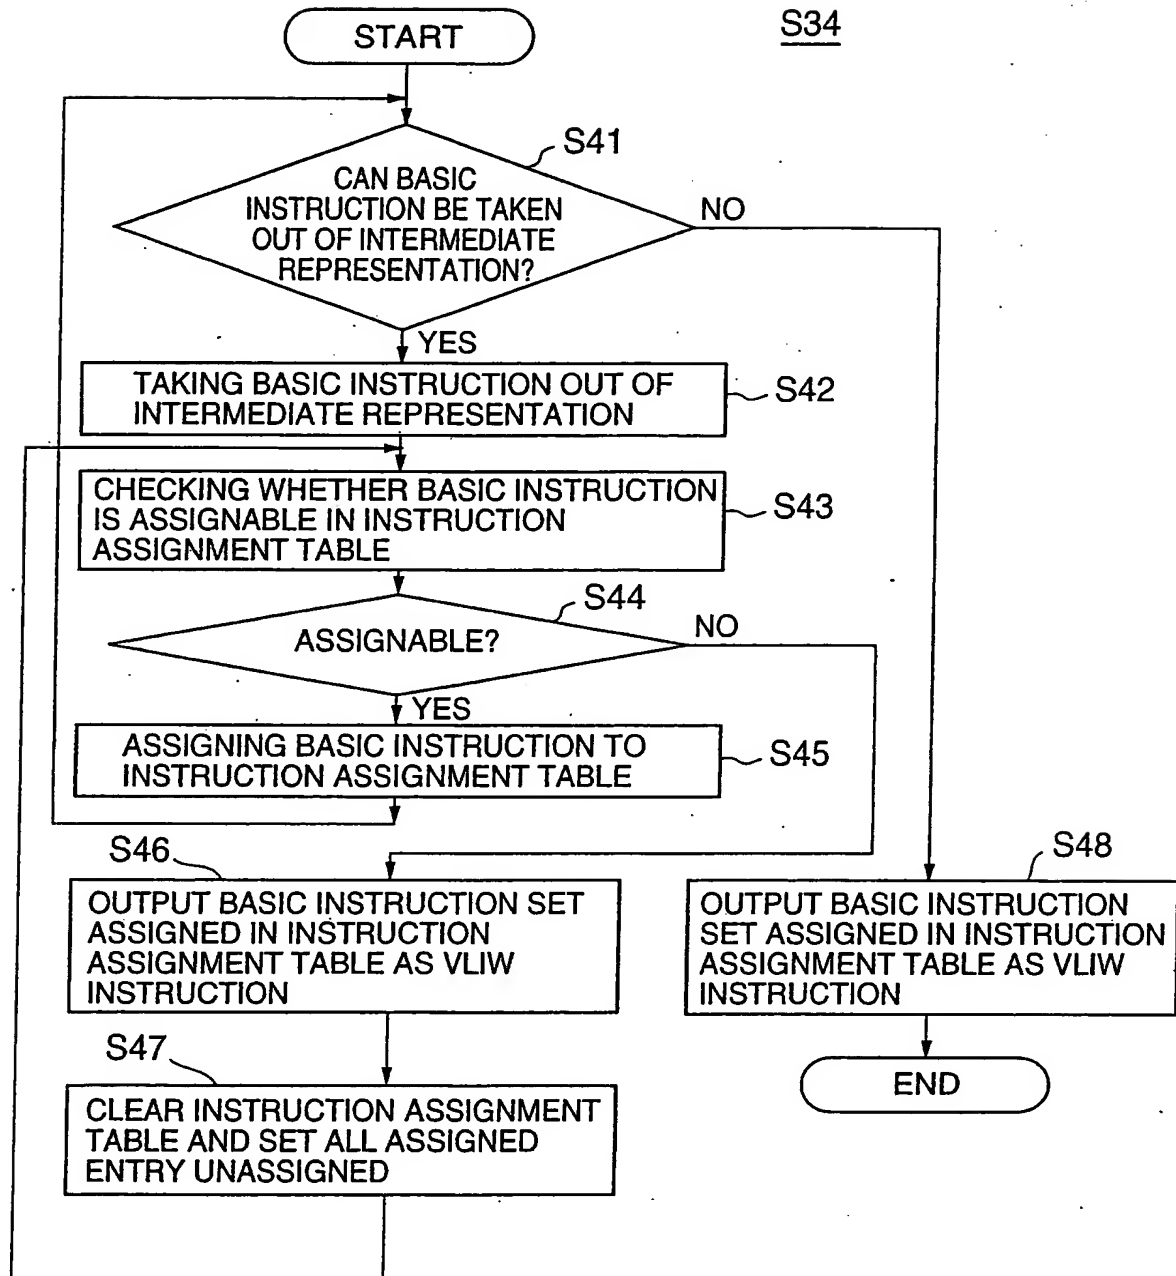 START
S34
S41
CAN BASIC
INSTRUCTION BE TAKEN
OUT OF INTERMEDIATE
REPRESENTATION?
NO
YES
TAKING BASIC INSTRUCTION OUT OF
INTERMEDIATE REPRESENTATION
S42
CHECKING WHETHER BASIC INSTRUCTION
IS ASSIGNABLE IN INSTRUCTION
ASSIGNMENT TABLE
S43
S44
ASSIGNABLE?
NO
YES
ASSIGNING BASIC INSTRUCTION TO
INSTRUCTION ASSIGNMENT TABLE
S45
S46
OUTPUT BASIC INSTRUCTION SET
ASSIGNED IN INSTRUCTION
ASSIGNMENT TABLE AS VLIW
INSTRUCTION
S48
OUTPUT BASIC INSTRUCTION
SET ASSIGNED IN INSTRUCTION
ASSIGNMENT TABLE AS VLIW
INSTRUCTION
S47
CLEAR INSTRUCTION ASSIGNMENT
TABLE AND SET ALL ASSIGNED
ENTRY UNASSIGNED
END